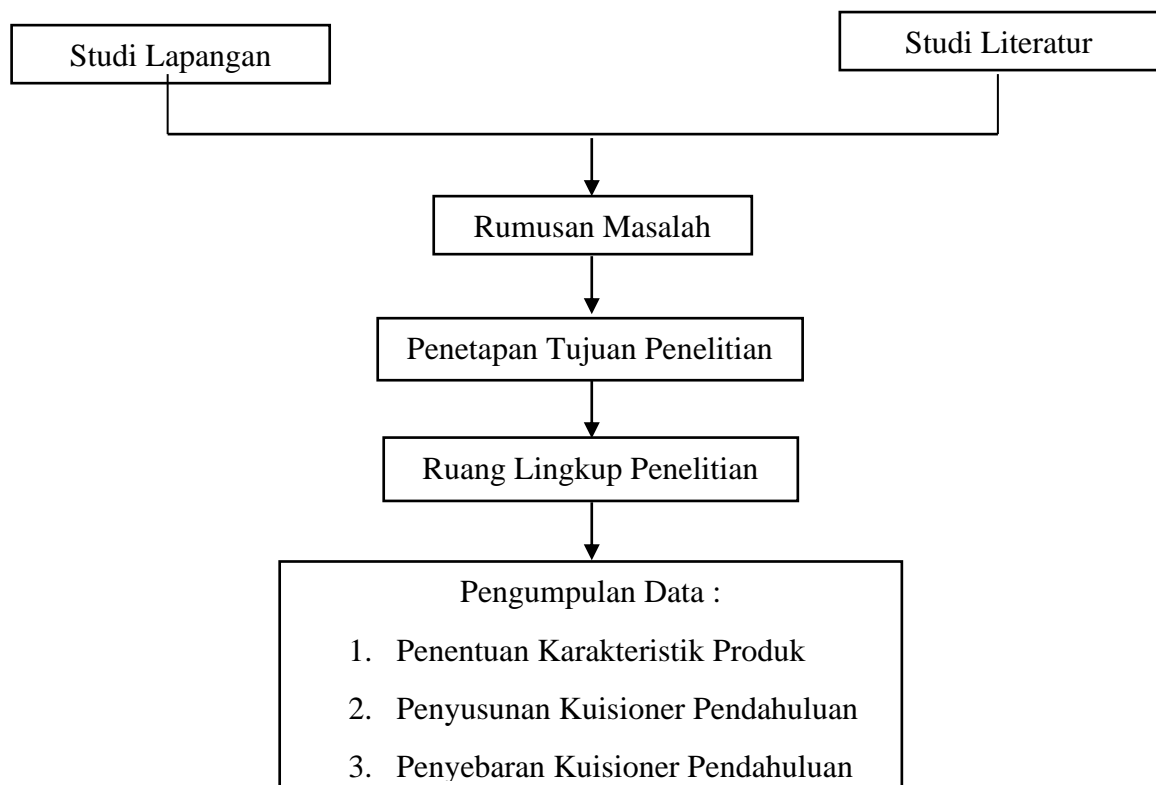 Studi Lapangan
Studi Literatur
Rumusan Masalah
Penetapan Tujuan Penelitian
Ruang Lingkup Penelitian
Pengumpulan Data :
1. Penentuan Karakteristik Produk
2. Penyusunan Kuisioner Pendahuluan
3. Penyebaran Kuisioner Pendahuluan